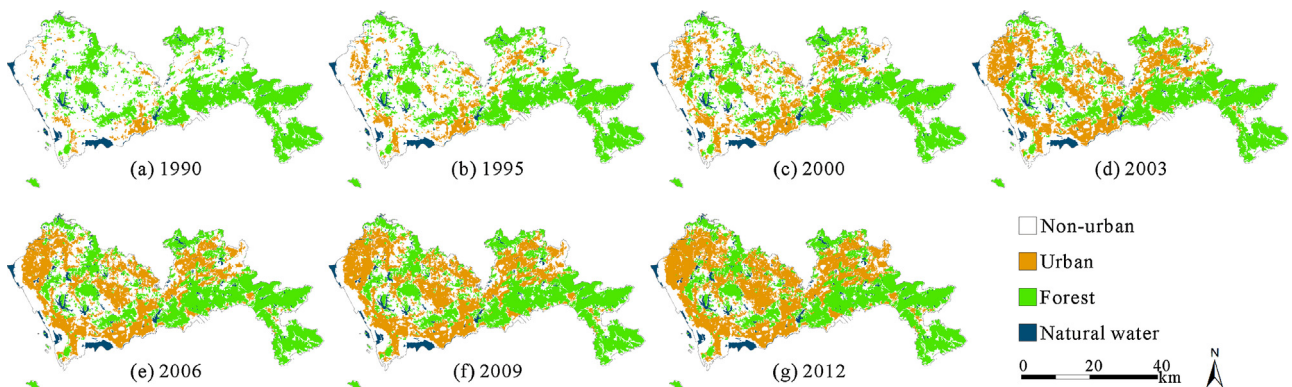 (a) 1990
(b) 1995
(c) 2000
(d) 2003
(e) 2006
(f) 2009
(g) 2012
Non-urban
Urban
Forest
Natural water
0 20 40
km
N